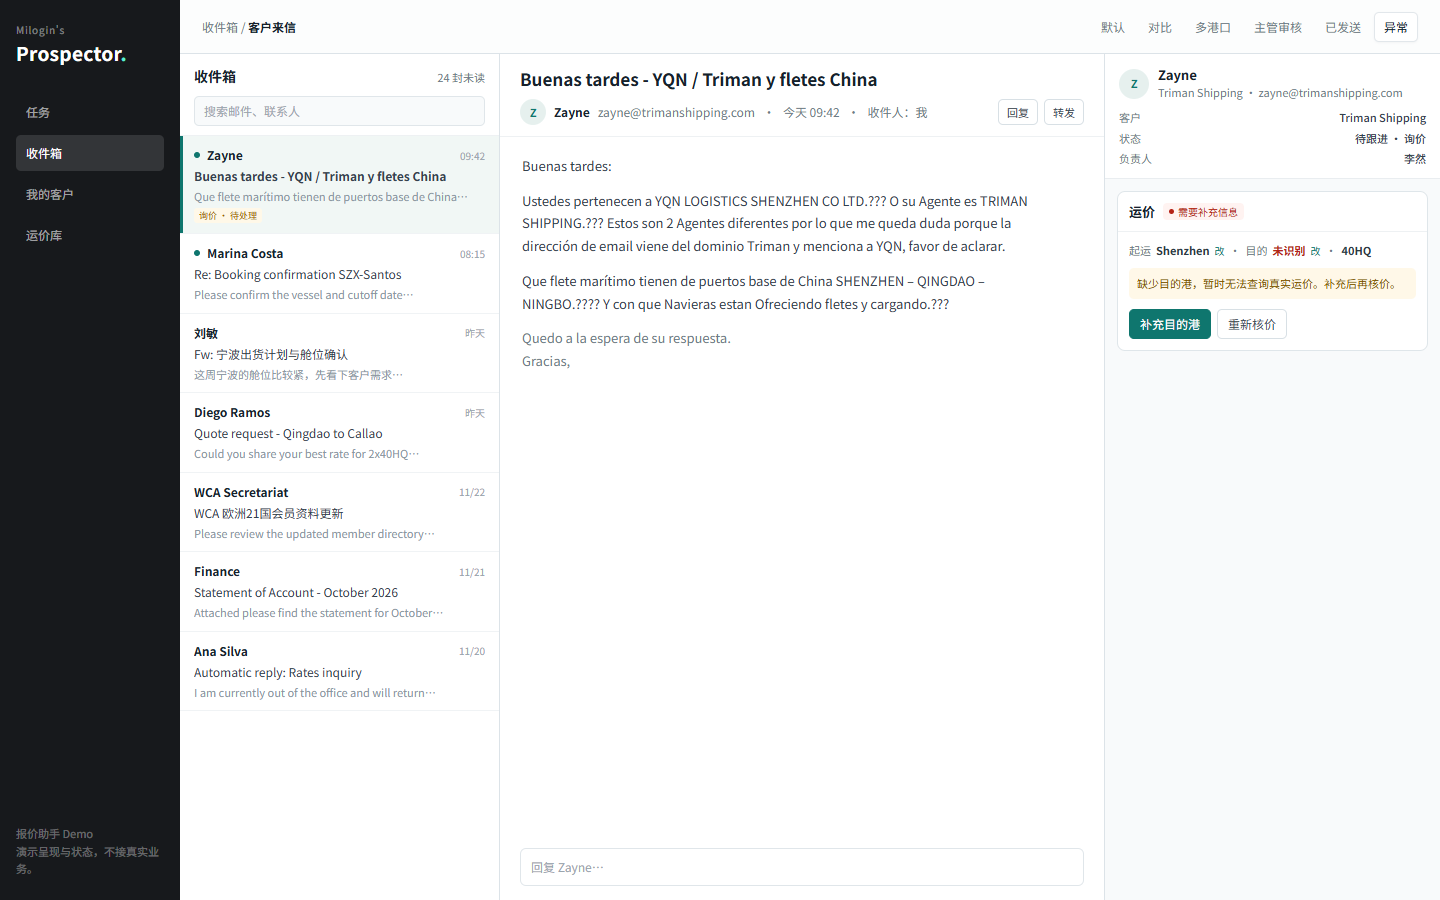 Milogin's
Prospector.
任务
收件箱
我的客户
运价库
报价助手 Demo
演示呈现与状态，不接真实业
务。
收件箱 / 客户来信
默认 对比 多港口 主管审核 已发送 异常
收件箱 24 封未读
搜索邮件、联系人
Zayne 09:42
Buenas tardes - YQN / Triman y fletes China
Que flete marítimo tienen de puertos base de China…
询价 · 待处理
Marina Costa 08:15
Re: Booking confirmation SZX-Santos
Please confirm the vessel and cutoff date…
刘敏 昨天
Fw: 宁波出货计划与舱位确认
这周宁波的舱位比较紧，先看下客户需求…
Diego Ramos 昨天
Quote request - Qingdao to Callao
Could you share your best rate for 2x40HQ…
WCA Secretariat 11/22
WCA 欧洲21国会员资料更新
Please review the updated member directory…
Finance 11/21
Statement of Account - October 2026
Attached please find the statement for October…
Ana Silva 11/20
Automatic reply: Rates inquiry
I am currently out of the office and will return…
Buenas tardes - YQN / Triman y fletes China
Z Zayne zayne@trimanshipping.com · 今天 09:42 · 收件人：我 回复 转发
Buenas tardes:
Ustedes pertenecen a YQN LOGISTICS SHENZHEN CO LTD.??? O su Agente es TRIMAN
SHIPPING.??? Estos son 2 Agentes diferentes por lo que me queda duda porque la
dirección de email viene del dominio Triman y menciona a YQN, favor de aclarar.
Que flete marítimo tienen de puertos base de China SHENZHEN – QINGDAO –
NINGBO.???? Y con que Navieras estan Ofreciendo fletes y cargando.???
Quedo a la espera de su respuesta.
Gracias,
回复 Zayne…
Z Zayne
Triman Shipping · zayne@trimanshipping.com
客户 Triman Shipping
状态 待跟进 · 询价
负责人 李然
运价 需要补充信息
起运 Shenzhen 改 · 目的 未识别 改 · 40HQ
缺少目的港，暂时无法查询真实运价。补充后再核价。
补充目的港 重新核价